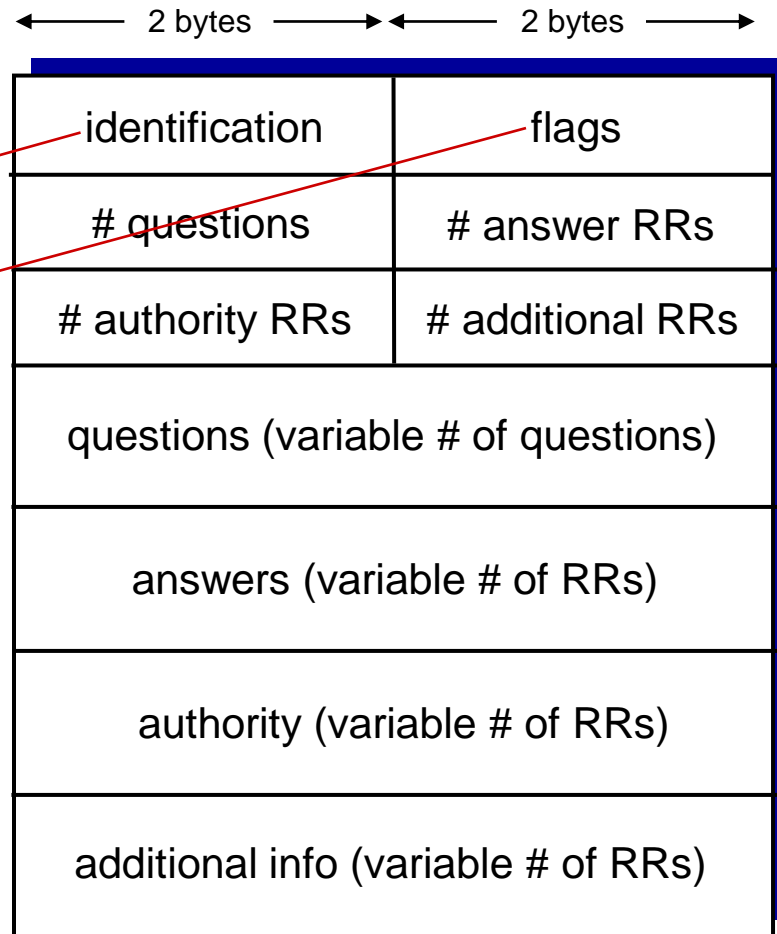 2 bytes 2 bytes
identification flags
# questions # answer RRs
# authority RRs # additional RRs
questions (variable # of questions)
answers (variable # of RRs)
authority (variable # of RRs)
additional info (variable # of RRs)